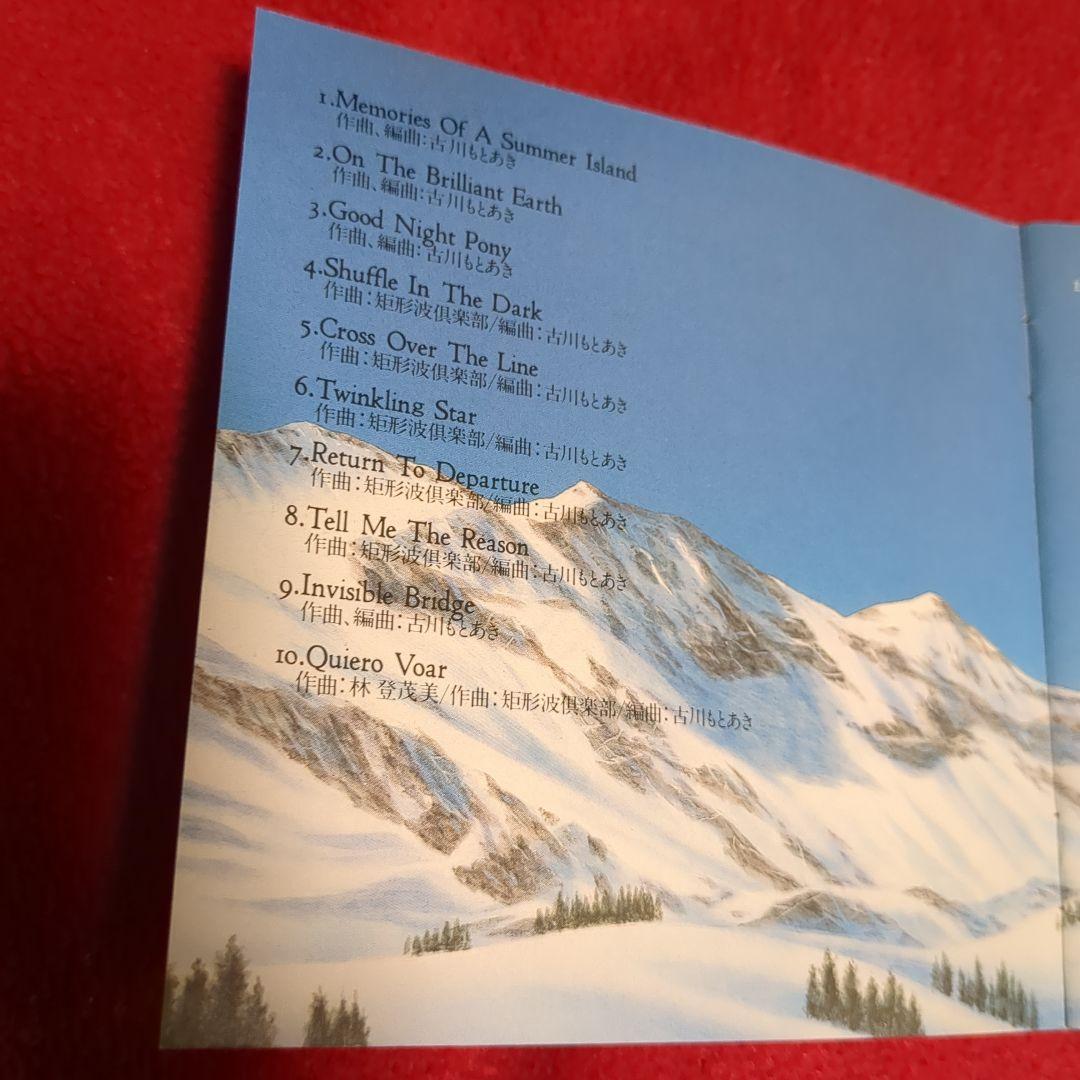 1.Memories Of A Summer Island
作曲、編曲：古川もとあき
2.On The Brilliant Earth
作曲、編曲：古川もとあき
3.Good Night Pony
作曲、編曲：古川もとあき
4.Shuffle In The Dark
作曲：矩形波倶楽部/編曲：古川もとあき
5.Cross Over The Line
作曲：矩形波倶楽部/編曲：古川もとあき
6.Twinkling Star
作曲：矩形波倶楽部/編曲：古川もとあき
7.Return To Departure
作曲：矩形波倶楽部/編曲：古川もとあき
8.Tell Me The Reason
作曲：矩形波倶楽部/編曲：古川もとあき
9.Invisible Bridge
作曲、編曲：古川もとあき
10.Quiero Voar
作曲：林 登茂美/作曲：矩形波倶楽部/編曲：古川もとあき